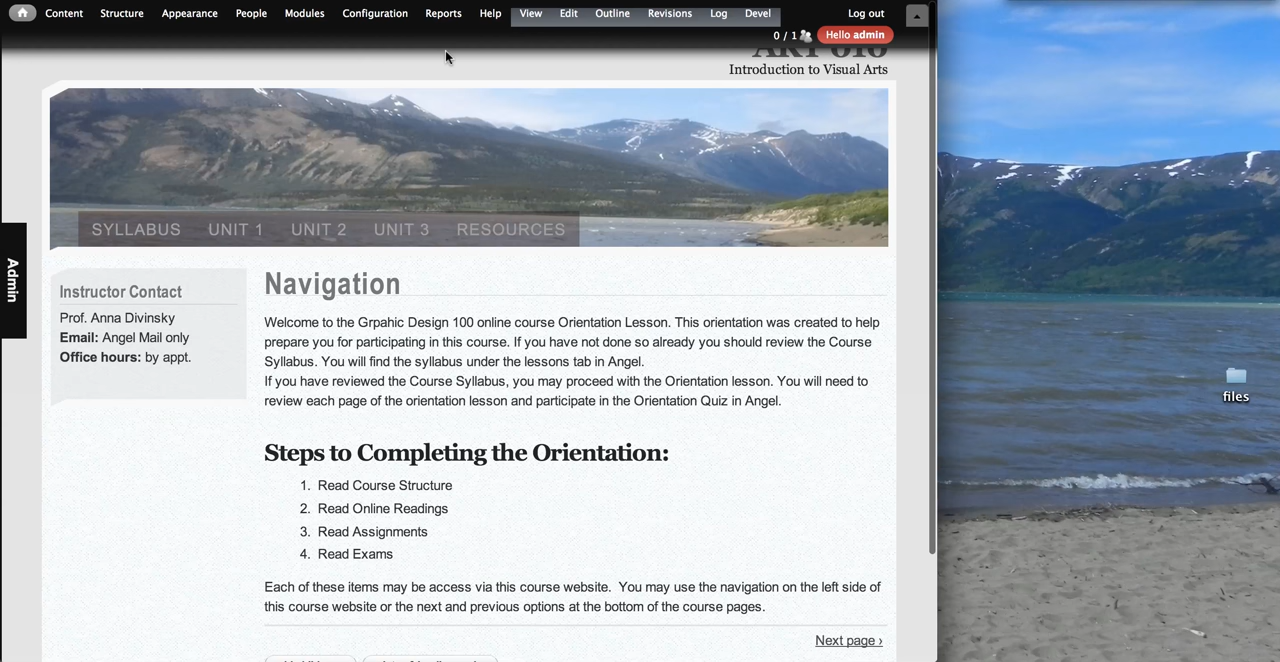 Content Structure Appearance People Modules Configuration Reports Help View Edit Outline Revisions Log Devel Log out
0 / 1 Hello admin
Introduction to Visual Arts
SYLLABUS UNIT 1 UNIT 2 UNIT 3 RESOURCES
Admin
Instructor Contact
Prof. Anna Divinsky
Email: Angel Mail only
Office hours: by appt.
Navigation
Welcome to the Grpahic Design 100 online course Orientation Lesson. This orientation was created to help
prepare you for participating in this course. If you have not done so already you should review the Course
Syllabus. You will find the syllabus under the lessons tab in Angel.
If you have reviewed the Course Syllabus, you may proceed with the Orientation lesson. You will need to
review each page of the orientation lesson and participate in the Orientation Quiz in Angel.
Steps to Completing the Orientation:
1. Read Course Structure
2. Read Online Readings
3. Read Assignments
4. Read Exams
Each of these items may be access via this course website. You may use the navigation on the left side of
this course website or the next and previous options at the bottom of the course pages.
Next page ›
files